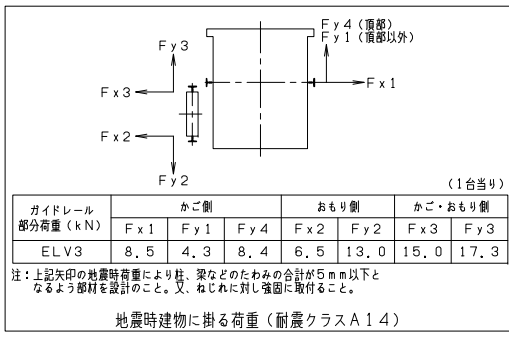 Fy4 (頂部)
Fy1 (頂部以外)
Fy3
Fx3
Fx1
Fx2
Fy2
(1台当り)
ガイドレール
部分荷重 (kN)
かご側 おもり側 かご・おもり側
Fx1 Fy1 Fy4 Fx2 Fy2 Fx3 Fy3
ELV3 8.5 4.3 8.4 6.5 13.0 15.0 17.3
注：上記矢印の地震時荷重により柱、梁などのたわみの合計が5mm以下と
なるよう部材を設計のこと。又、ねじれに対し強固に取付ること。
地震時建物に掛る荷重 (耐震クラスA14)